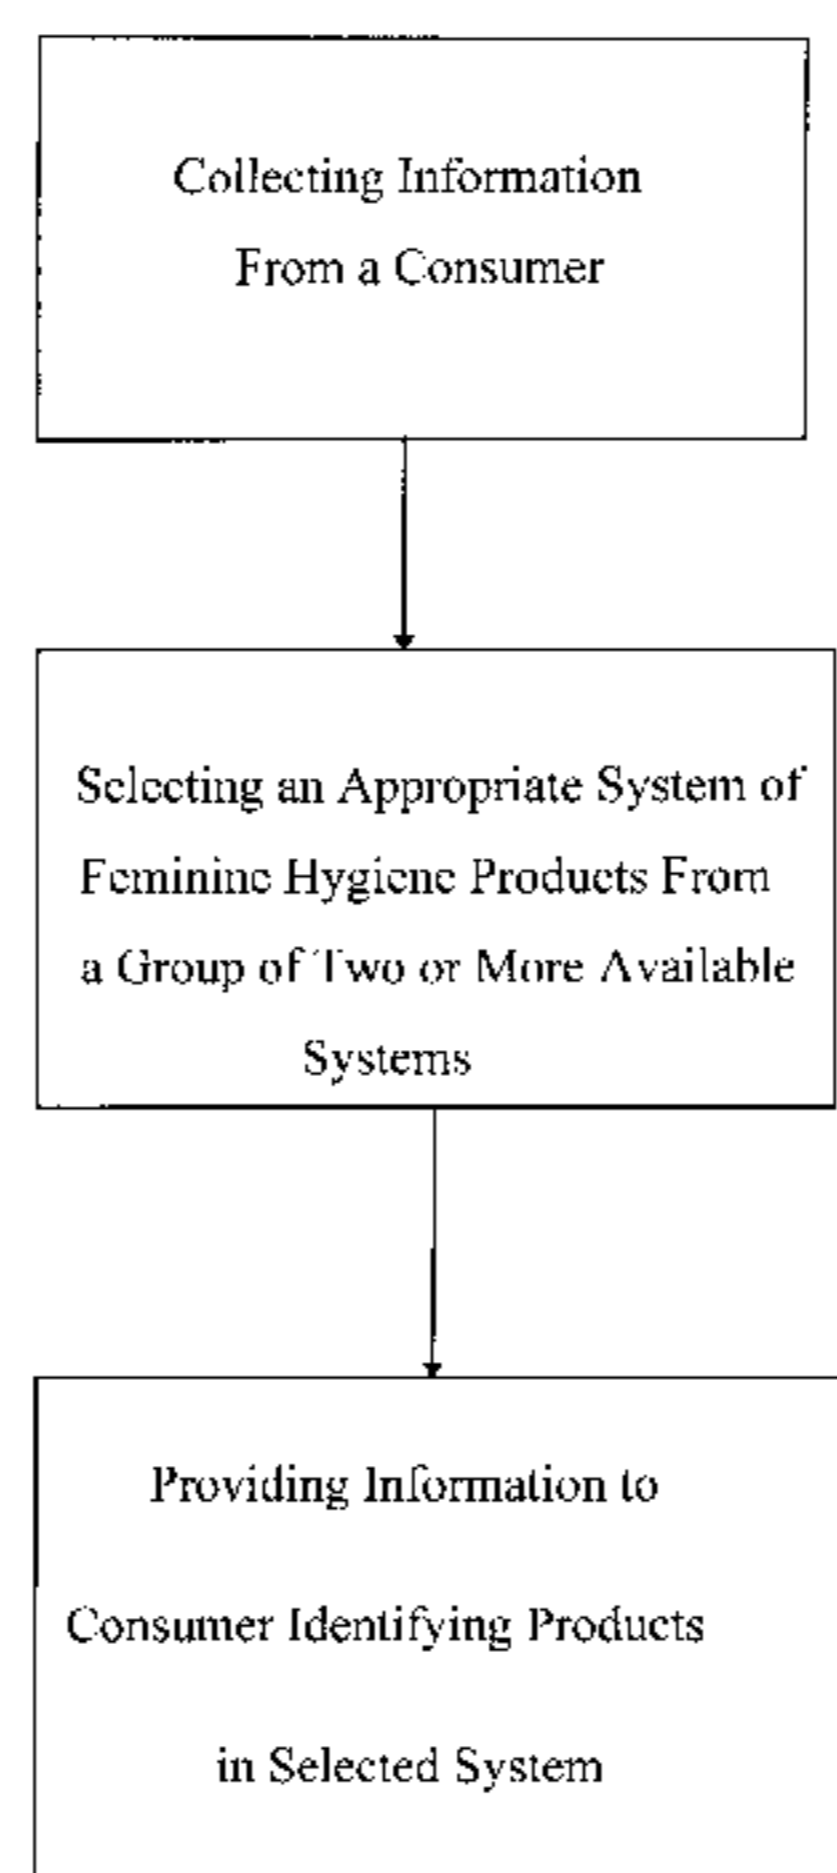 Collecting Information
From a Consumer
Selecting an Appropriate System of
Feminine Hygiene Products From
a Group of Two or More Available
Systems
Providing Information to
Consumer Identifying Products
in Selected System